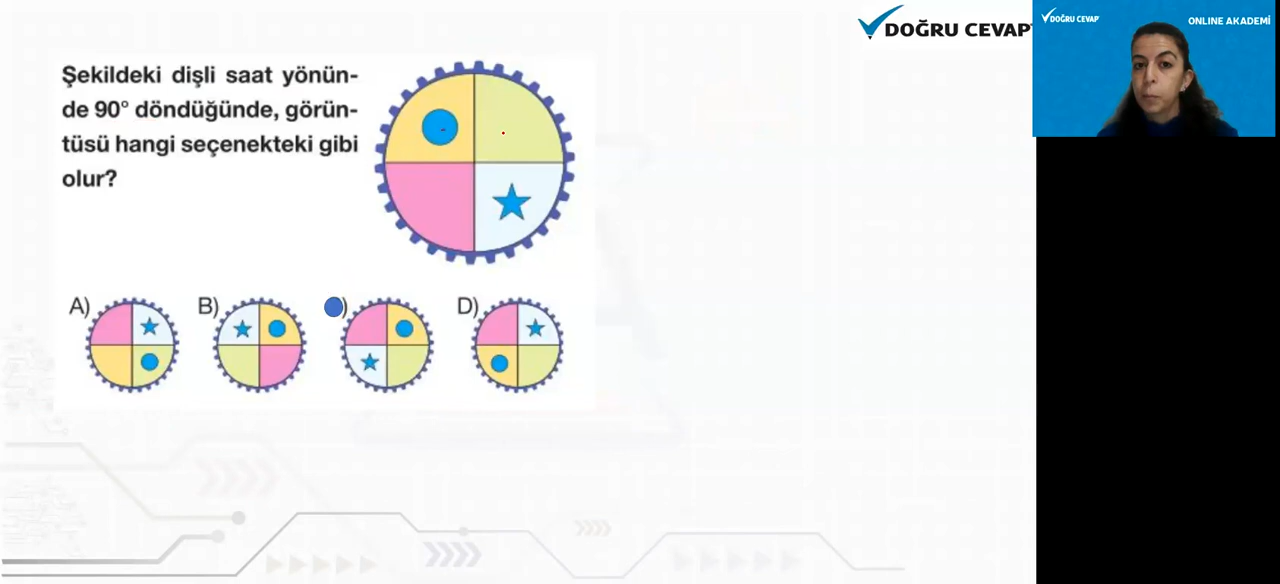 DOĞRU CEVAP
DOĞRU CEVAP
ONLINE AKADEMİ
Şekildeki dişli saat yönün-
de 90° döndüğünde, görün-
tüsü hangi seçenekteki gibi
olur?
A) B) ) D)